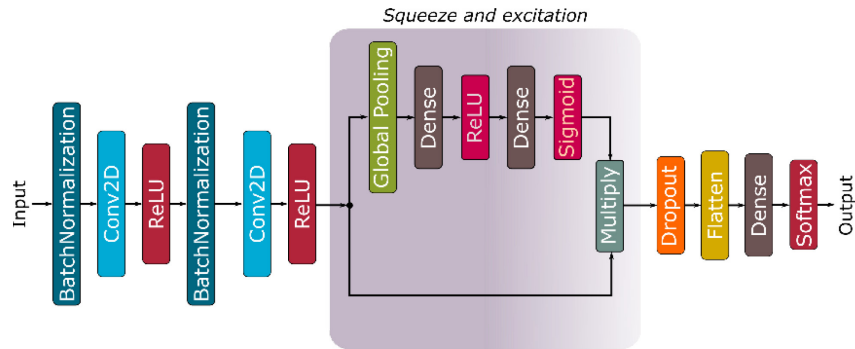 Squeeze and excitation
Input
BatchNormalization
Conv2D
ReLU
BatchNormalization
Conv2D
ReLU
Global Pooling
Dense
ReLU
Dense
Sigmoid
Multiply
Dropout
Flatten
Dense
Softmax
Output